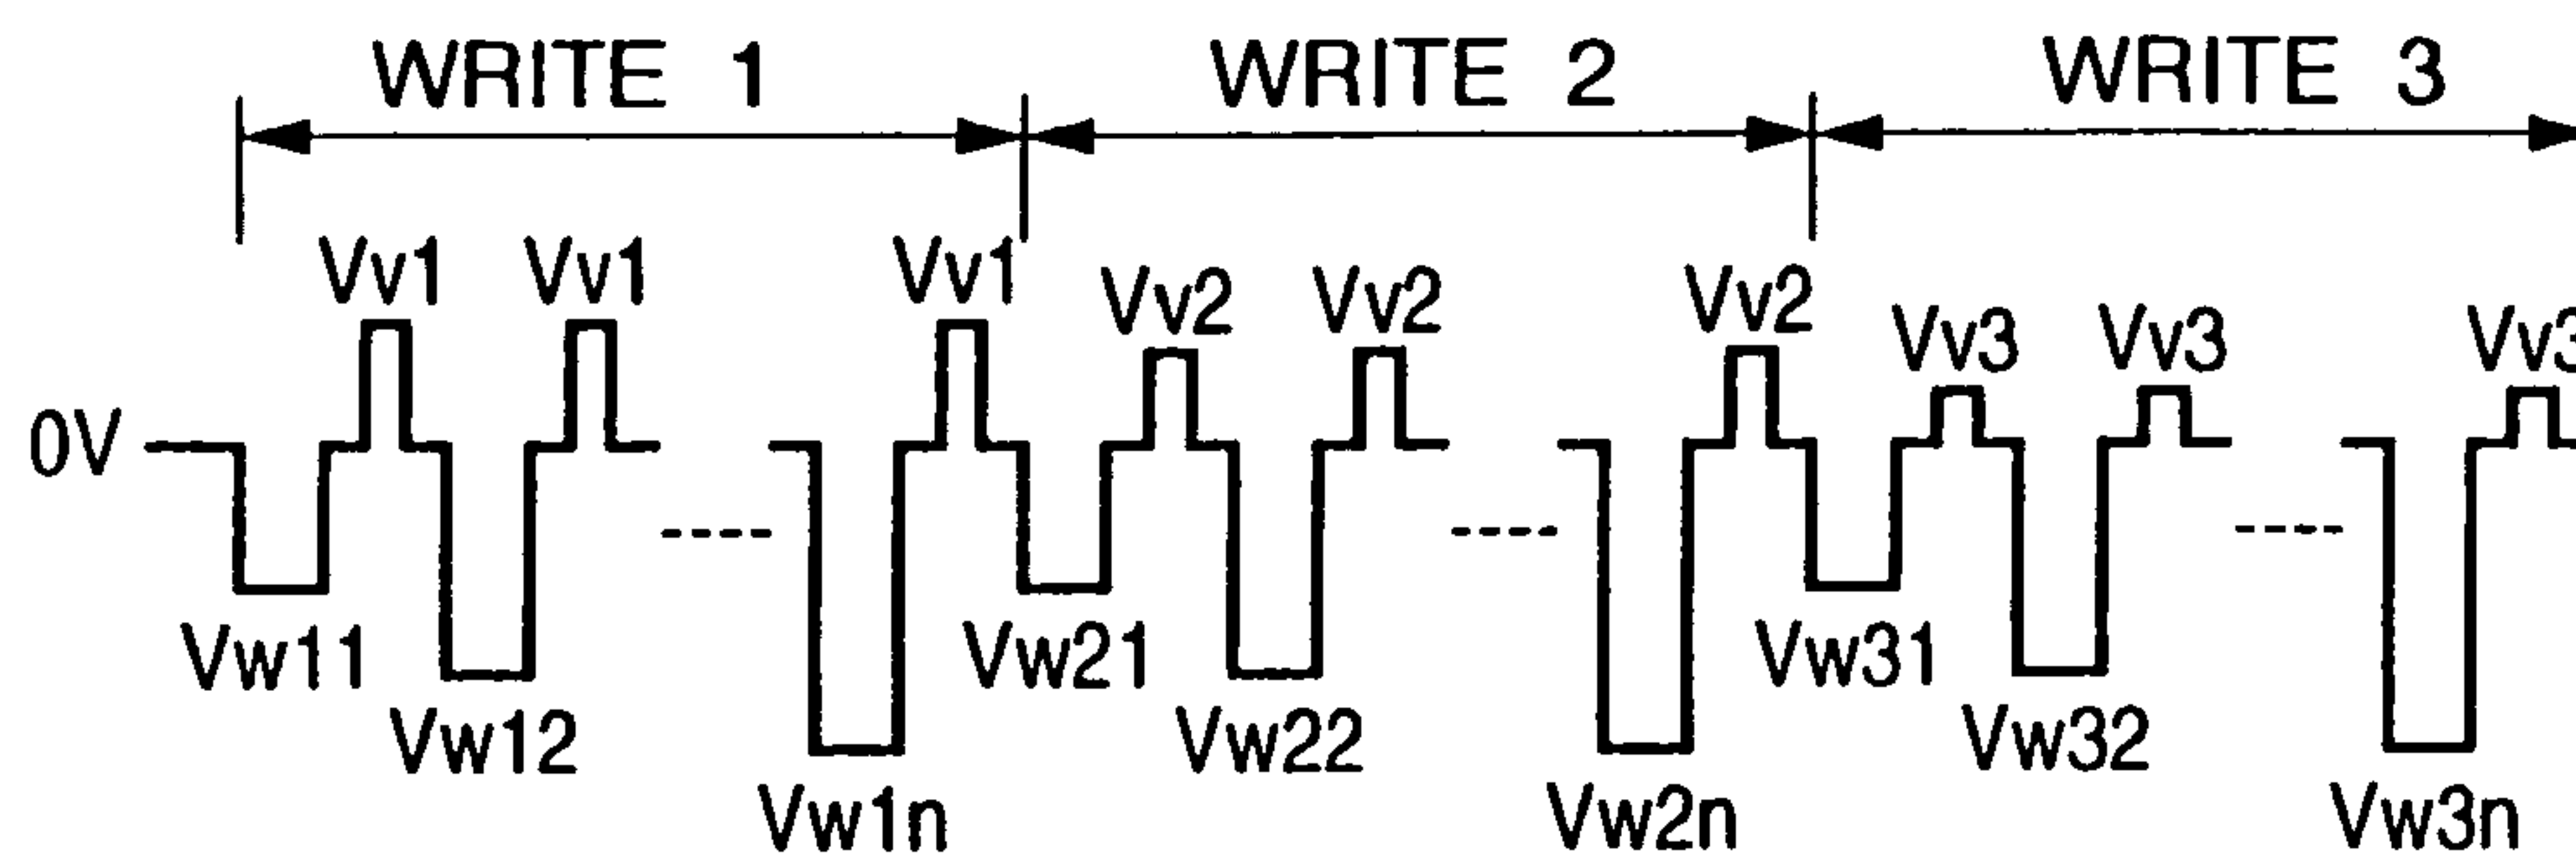 WRITE 1 WRITE 2 WRITE 3
Vv1 Vv1 Vv1 Vv2 Vv2 Vv2 Vv3 Vv3 Vv3
0V
Vw11 Vw21 Vw31
Vw12 Vw22 Vw32
Vw1n Vw2n Vw3n